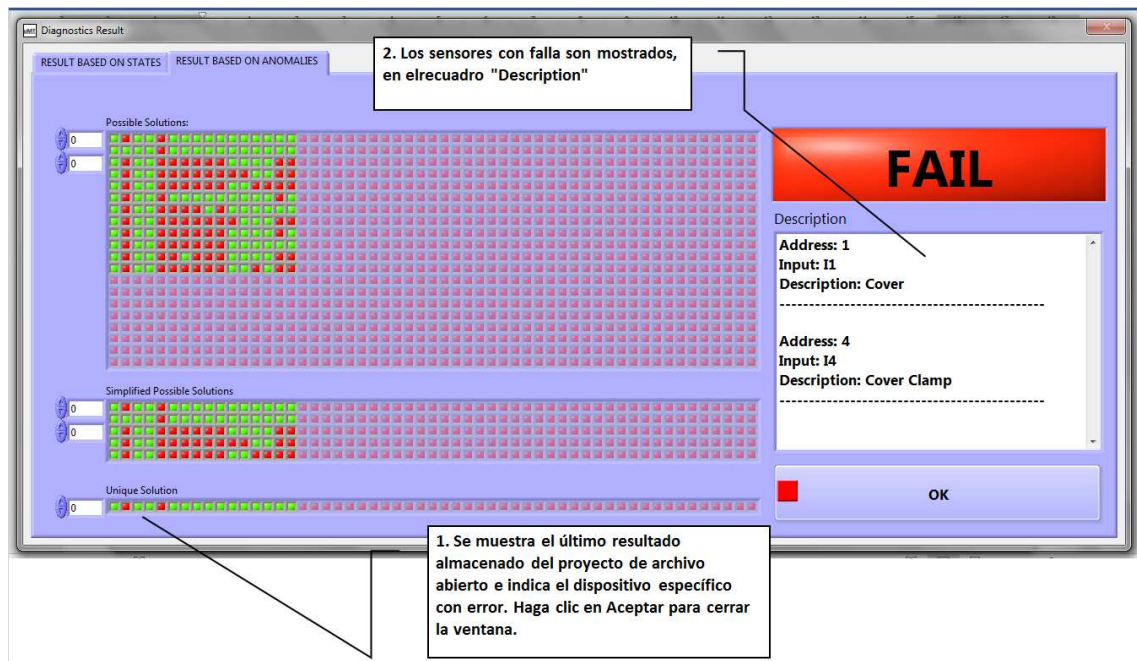 Diagnostics Result
RESULT BASED ON STATES
RESULT BASED ON ANOMALIES
2. Los sensores con falla son mostrados,
en elrecuadro "Description"
Possible Solutions:
0
0
FAIL
Description
Address: 1
Input: I1
Description: Cover
----------------------------------------------
Address: 4
Input: I4
Description: Cover Clamp
----------------------------------------------
Simplified Possible Solutions
0
0
Unique Solution
0
OK
1. Se muestra el último resultado
almacenado del proyecto de archivo
abierto e indica el dispositivo específico
con error. Haga clic en Aceptar para cerrar
la ventana.